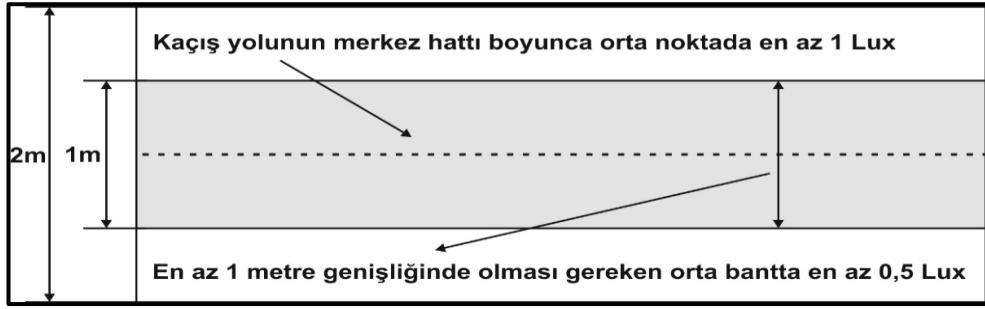 Kaçış yolunun merkez hattı boyunca orta noktada en az 1 Lux
2m
1m
En az 1 metre genişliğinde olması gereken orta bantta en az 0,5 Lux